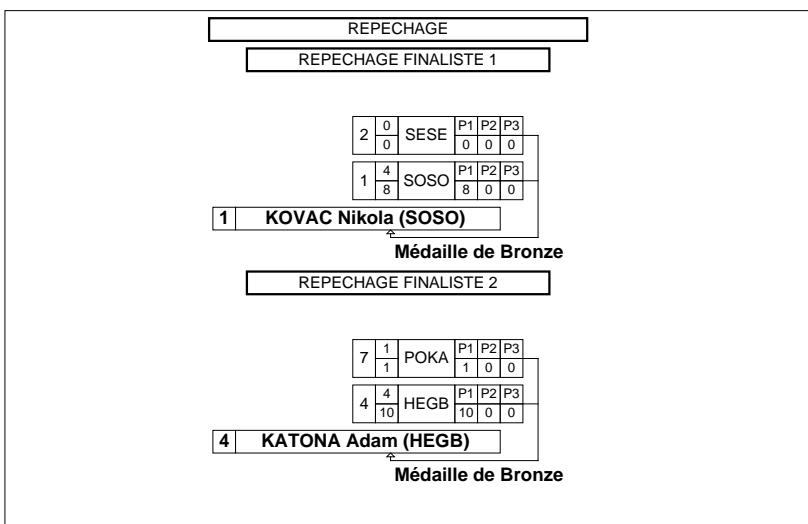 REPECHAGE
REPECHAGE FINALISTE 1
2 0 SESE P1 P2 P3
0 0 0 0
1 4 SOSO P1 P2 P3
8 8 0 0
1 KOVAC Nikola (SOSO)
Médaille de Bronze
REPECHAGE FINALISTE 2
7 1 POKA P1 P2 P3
1 1 0 0
4 4 HEGB P1 P2 P3
10 10 0 0
4 KATONA Adam (HEGB)
Médaille de Bronze